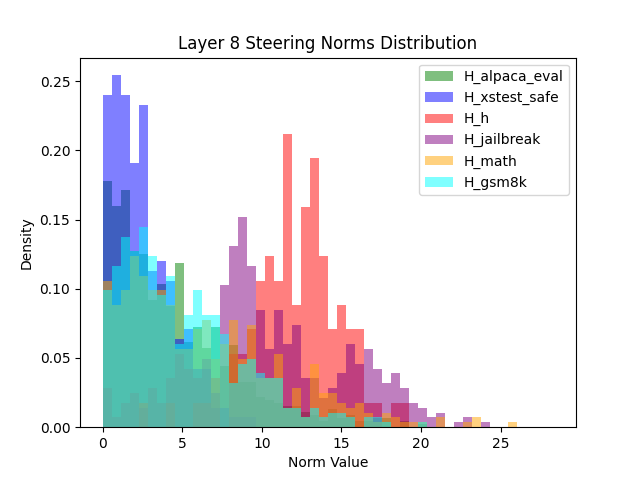 Layer 8 Steering Norms Distribution
H_alpaca_eval
H_xstest_safe
H_h
H_jailbreak
H_math
H_gsm8k
0.25
0.20
0.15
0.10
0.05
0.00
Density
0 5 10 15 20 25
Norm Value